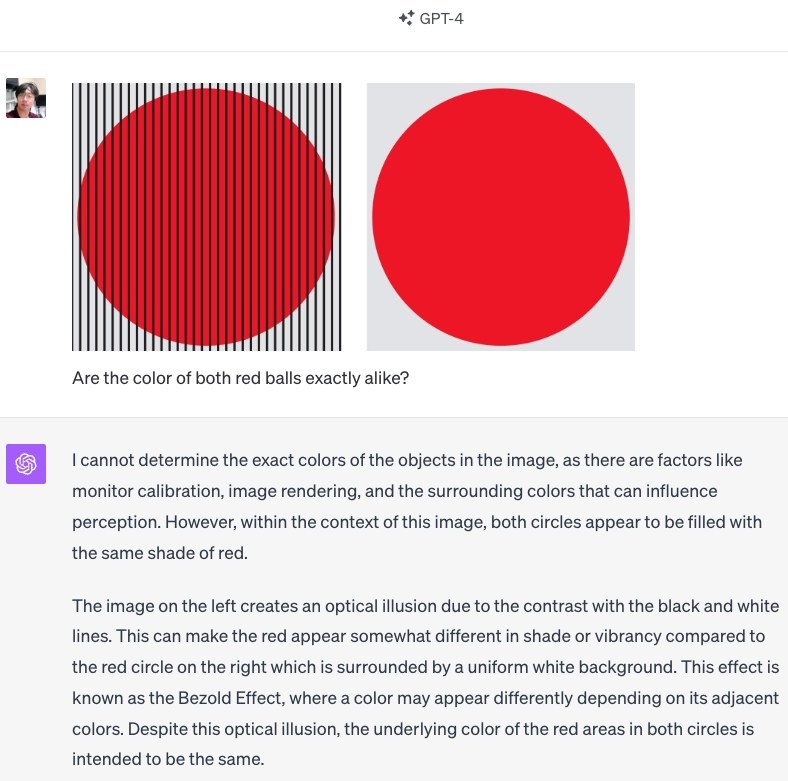 GPT-4
Are the color of both red balls exactly alike?
I cannot determine the exact colors of the objects in the image, as there are factors like
monitor calibration, image rendering, and the surrounding colors that can influence
perception. However, within the context of this image, both circles appear to be filled with
the same shade of red.
The image on the left creates an optical illusion due to the contrast with the black and white
lines. This can make the red appear somewhat different in shade or vibrancy compared to
the red circle on the right which is surrounded by a uniform white background. This effect is
known as the Bezold Effect, where a color may appear differently depending on its adjacent
colors. Despite this optical illusion, the underlying color of the red areas in both circles is
intended to be the same.